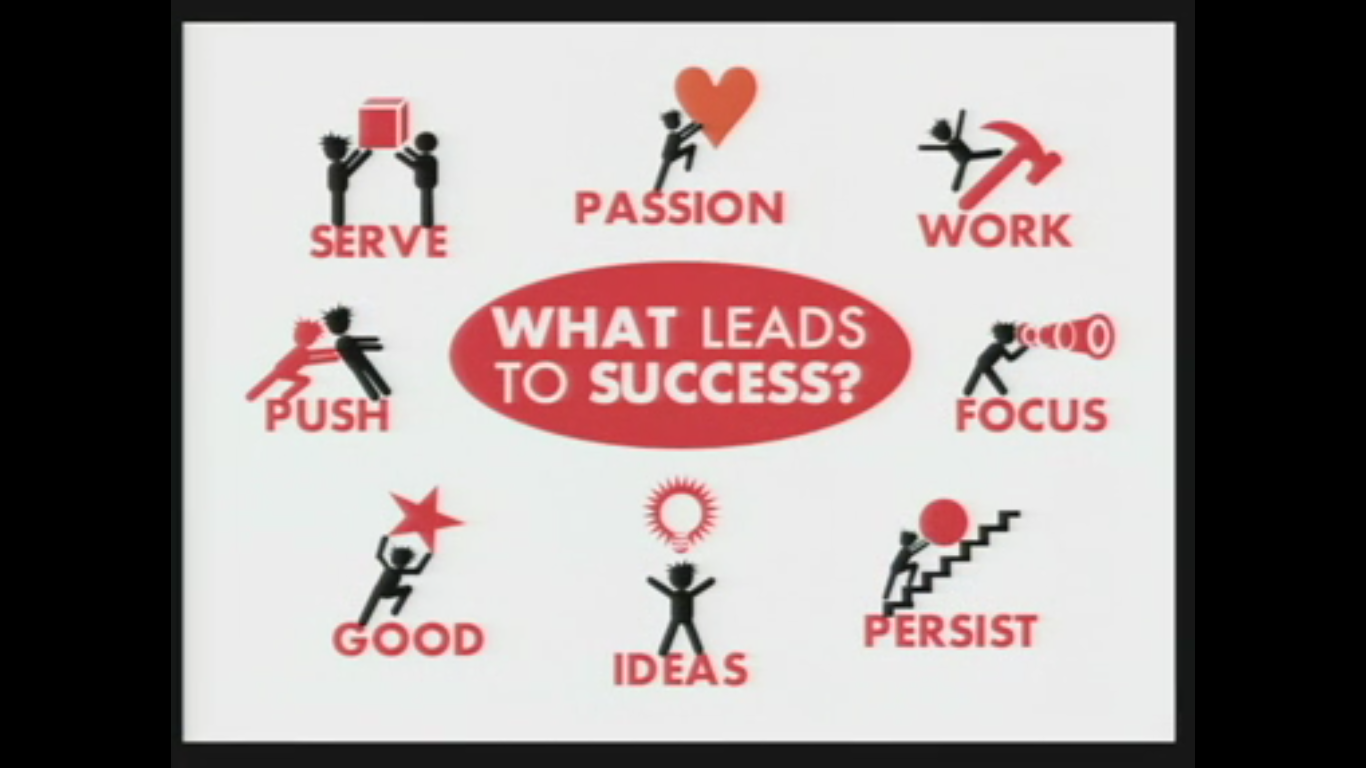 SERVE
PASSION
WORK
WHAT LEADS
TO SUCCESS?
PUSH
FOCUS
GOOD
IDEAS
PERSIST